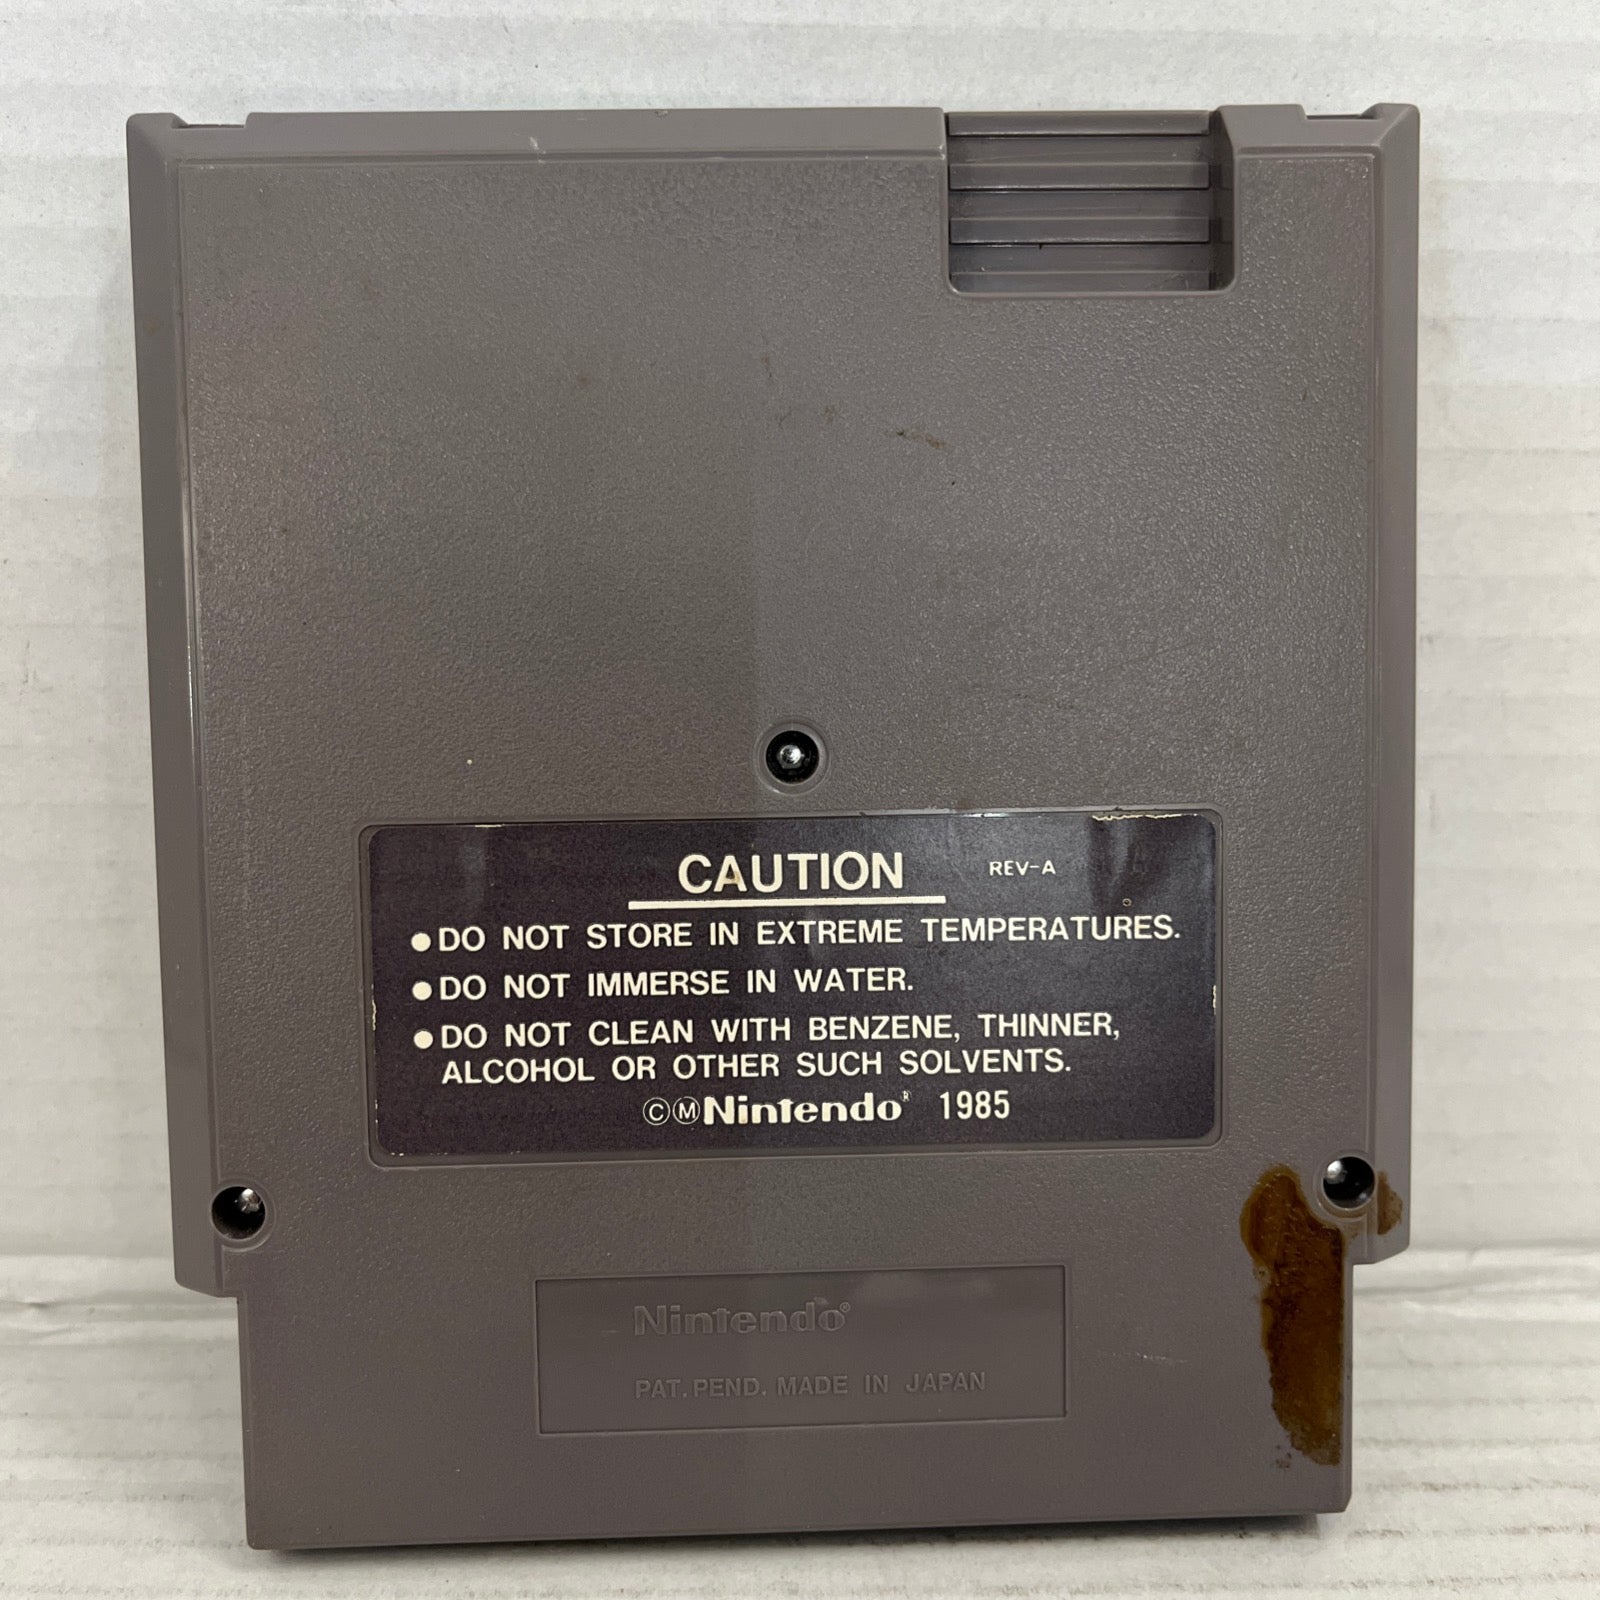 CAUTION REV-A
●DO NOT STORE IN EXTREME TEMPERATURES.
●DO NOT IMMERSE IN WATER.
●DO NOT CLEAN WITH BENZENE, THINNER,
ALCOHOL OR OTHER SUCH SOLVENTS.
©ⓂNintendo® 1985
Nintendo®
PAT. PEND. MADE IN JAPAN